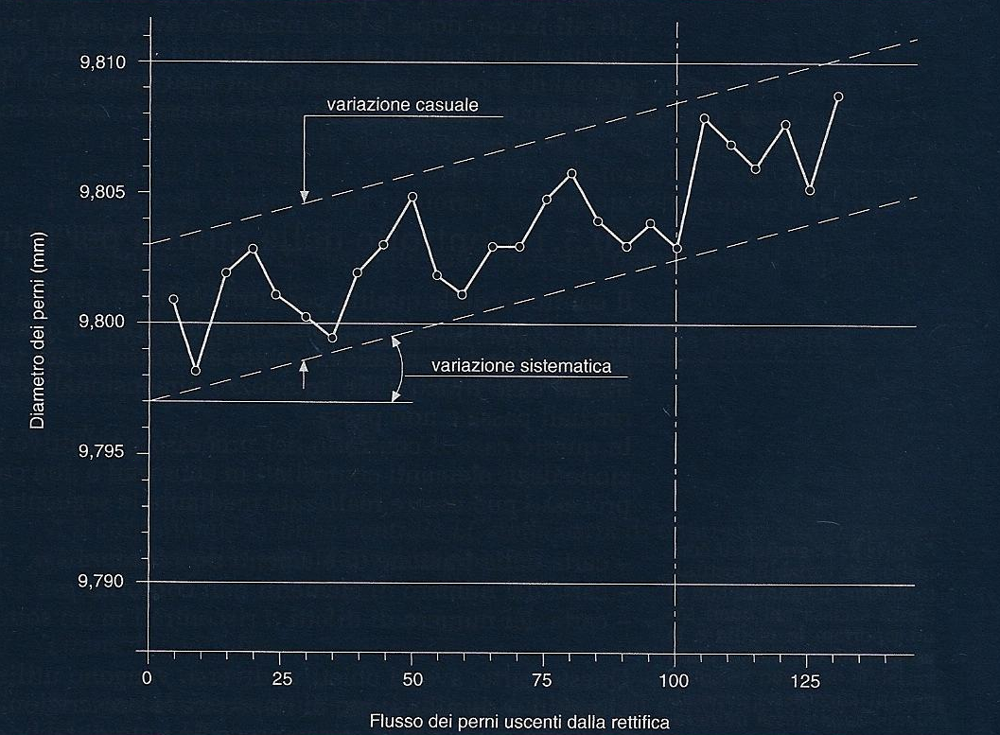 9,810
variazione casuale
9,805
9,800
variazione sistematica
9,795
9,790
Diametro dei perni (mm)
0 25 50 75 100 125
Flusso dei perni uscenti dalla rettifica